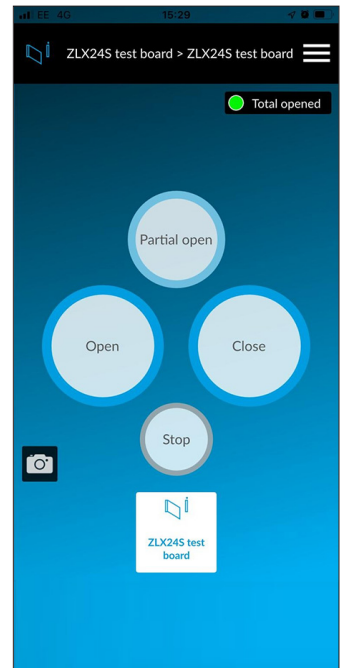 EE 4G 15:29
ZLX24S test board > ZLX24S test board
Total opened
Partial open
Open Close
Stop
ZLX24S test
board